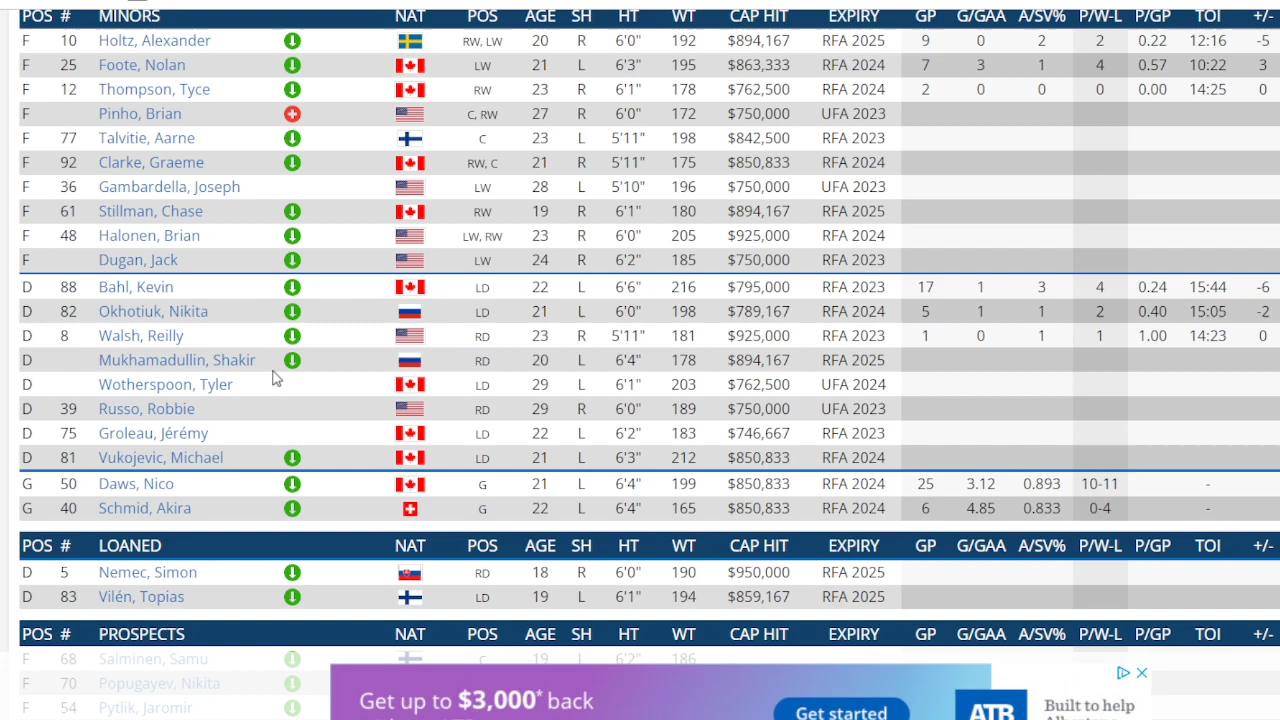 POS # MINORS NAT POS AGE SH HT WT CAP HIT EXPIRY GP G/GAA A/SV% P/W-L P/GP TOI +/-
F 10 Holtz, Alexander RW, LW 20 R 6'0" 192 $894,167 RFA 2025 9 0 2 2 0.22 12:16 -5
F 25 Foote, Nolan LW 21 L 6'3" 195 $863,333 RFA 2024 7 3 1 4 0.57 10:22 3
F 12 Thompson, Tyce RW 23 R 6'1" 178 $762,500 RFA 2024 2 0 0 0 0.00 14:25 0
F Pinho, Brian C, RW 27 R 6'0" 172 $750,000 UFA 2023
F 77 Talvitie, Aarne C 23 L 5'11" 198 $842,500 RFA 2023
F 92 Clarke, Graeme RW, C 21 R 5'11" 175 $850,833 RFA 2024
F 36 Gambardella, Joseph LW 28 L 5'10" 196 $750,000 UFA 2023
F 61 Stillman, Chase RW 19 R 6'1" 180 $894,167 RFA 2025
F 48 Halonen, Brian LW, RW 23 R 6'0" 205 $925,000 RFA 2024
F Dugan, Jack LW 24 R 6'2" 185 $750,000 RFA 2023
D 88 Bahl, Kevin LD 22 L 6'6" 216 $795,000 RFA 2023 17 1 3 4 0.24 15:44 -6
D 82 Okhotiuk, Nikita LD 21 L 6'0" 198 $789,167 RFA 2024 5 1 1 2 0.40 15:05 -2
D 8 Walsh, Reilly RD 23 R 5'11" 181 $925,000 RFA 2023 1 0 1 1 1.00 14:23 0
D Mukhamadullin, Shakir RD 20 L 6'4" 178 $894,167 RFA 2025
D Wotherspoon, Tyler LD 29 L 6'1" 203 $762,500 UFA 2024
D 39 Russo, Robbie RD 29 R 6'0" 189 $750,000 UFA 2023
D 75 Groleau, Jérémy LD 22 L 6'2" 183 $746,667 RFA 2023
D 81 Vukojevic, Michael LD 21 L 6'3" 212 $850,833 RFA 2024
G 50 Daws, Nico G 21 L 6'4" 199 $850,833 RFA 2024 25 3.12 0.893 10-11 -
G 40 Schmid, Akira G 22 L 6'4" 165 $850,833 RFA 2024 6 4.85 0.833 0-4 -
POS # LOANED NAT POS AGE SH HT WT CAP HIT EXPIRY GP G/GAA A/SV% P/W-L P/GP TOI +/-
D 5 Nemec, Simon RD 18 R 6'0" 190 $950,000 RFA 2025
D 83 Vilén, Topias LD 19 L 6'1" 194 $859,167 RFA 2025
POS # PROSPECTS NAT POS AGE SH HT WT CAP HIT EXPIRY GP G/GAA A/SV% P/W-L P/GP TOI +/-
F 68 Salminen, Samu C 19 L 6'2" 186
F 70 Popugayev, Nikita
F 54 Pytlik, Jaromir
Get up to $3,000* back
Get started
ATB
Built to help